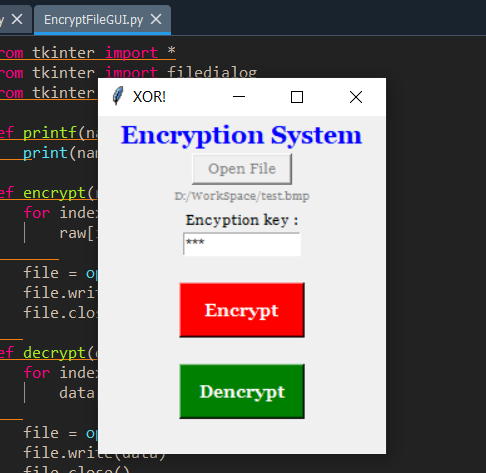 y
EncryptFileGUI.py
rom tkinter import *
rom tkinter import filedialog
rom tkinter
XOR!
ef printf(na
print(nam
Encryption System
Open File
D:/WorkSpace/test.bmp
Encyption key :
***
ef encrypt(
for index
raw[
file = op
file.wri
file.clos
Encrypt
ef decrypt(
for index
data
file = op
file.write(data)
file.close()
Dencrypt